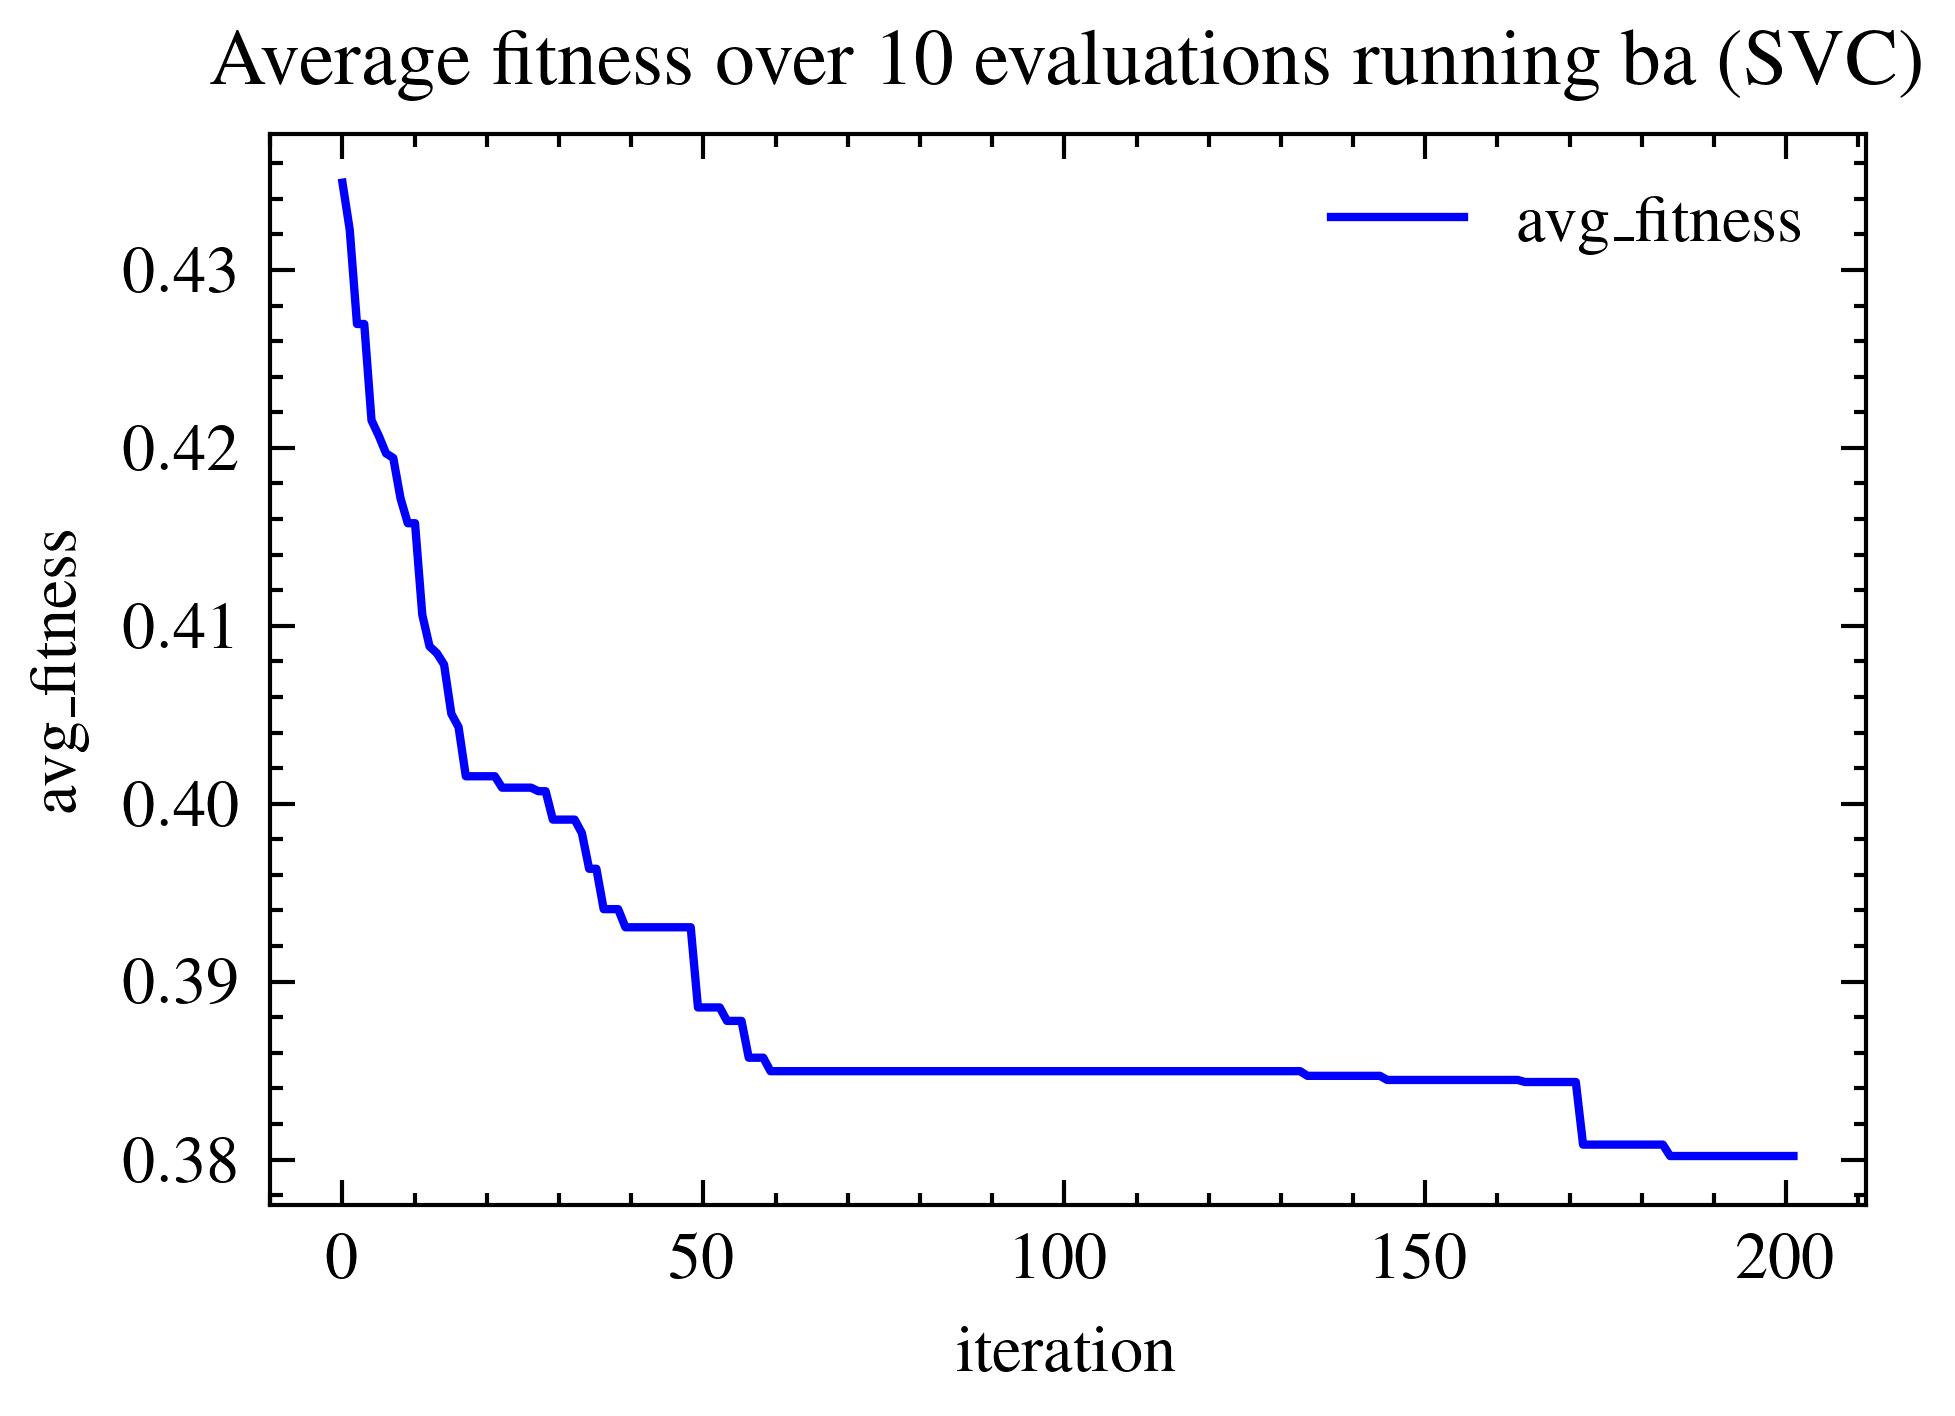 Average fitness over 10 evaluations running ba (SVC)
avg_fitness
avg_fitness
0.43
0.42
0.41
0.40
0.39
0.38
0 50 100 150 200
iteration